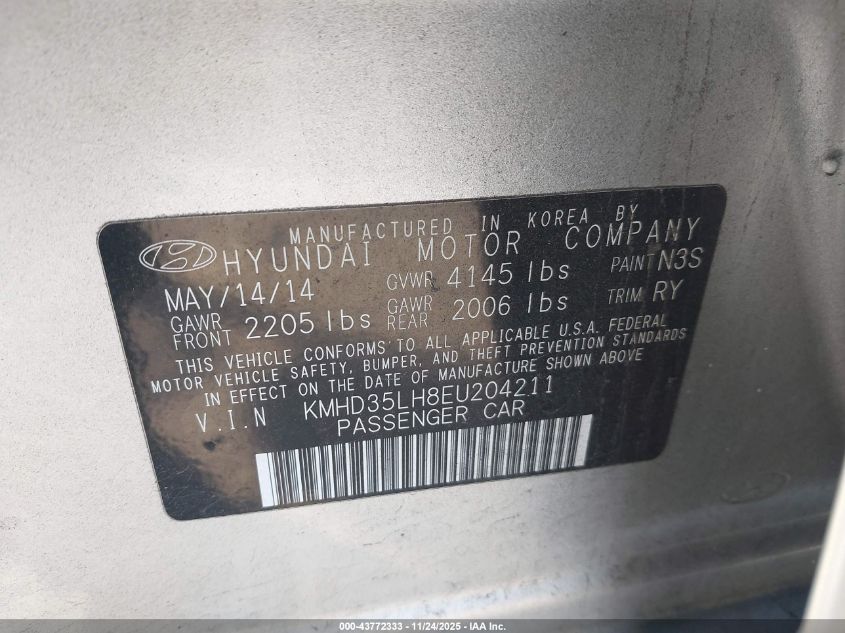 MANUFACTURED IN KOREA BY
HYUNDAI MOTOR COMPANY
MAY/14/14 GVWR 4145 lbs PAINT N3S
GAWR FRONT 2205 lbs GAWR REAR 2006 lbs TRIM RY
THIS VEHICLE CONFORMS TO ALL APPLICABLE U.S.A. FEDERAL
MOTOR VEHICLE SAFETY, BUMPER, AND THEFT PREVENTION STANDARDS
IN EFFECT ON THE DATE OF MANUFACTURE SHOWN ABOVE
V.I.N KMHD35LH8EU204211
PASSENGER CAR
000-43772333 - 11/24/2025 - IAA Inc.